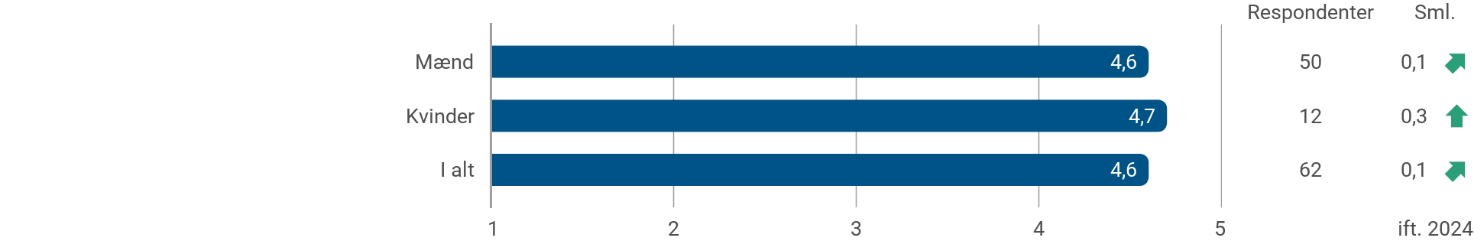 Respondenter Sml.
Mænd 4,6 50 0,1
Kvinder 4,7 12 0,3
I alt 4,6 62 0,1
1 2 3 4 5 ift. 2024